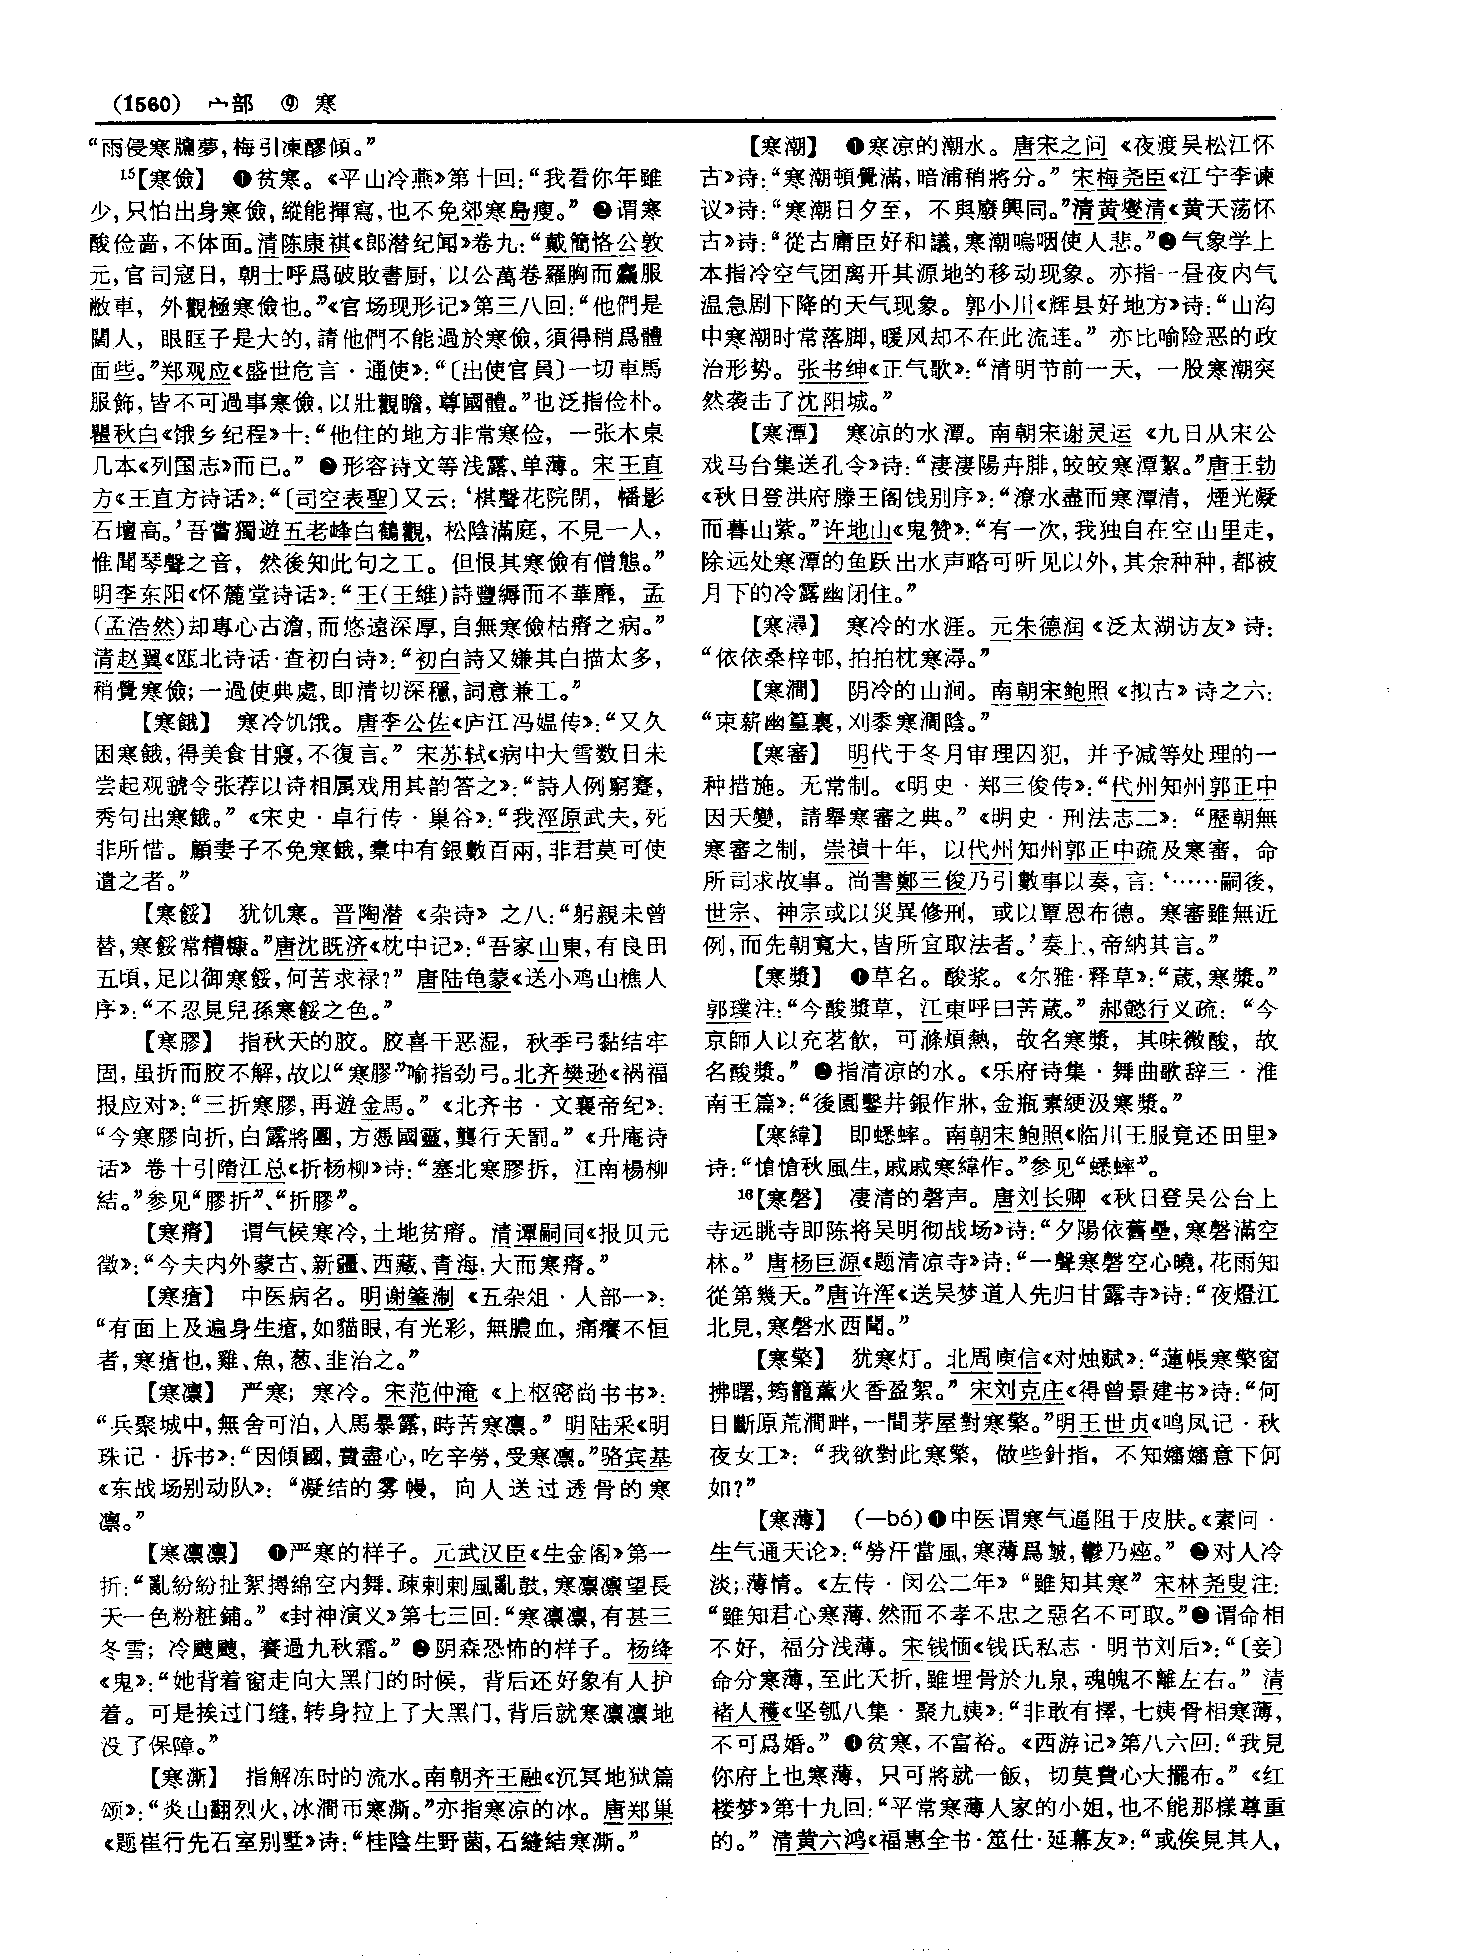 (1560) 宀部 ⑨ 寒
“雨侵寒牖夢，梅引凍醪傾。”
15【寒儉】 ❶贫寒。《平山冷燕》第十回：“我看你年雖
少，只怕出身寒儉，縱能揮寫，也不免郊寒島瘦。”❷谓寒
酸俭啬，不体面。清陈康祺《郎潜纪闻》卷九：“戴簡恪公敦
元，官司寇日，朝士呼爲破敗書厨，以公萬卷羅胸而麤服
敝車，外觀極寒儉也。”《官场现形记》第三八回：“他們是
闊人，眼眶子是大的，請他們不能過於寒儉，須得稍爲體
面些。”郑观应《盛世危言·通使》：“〔出使官員〕一切車馬
服飾，皆不可過事寒儉，以壯觀瞻，尊國體。”也泛指俭朴。
瞿秋白《饿乡纪程》十：“他住的地方非常寒俭，一张木桌
几本《列国志》而已。”❸形容诗文等浅露、单薄。宋王直
方《王直方诗话》：“〔司空表聖〕又云：‘棋聲花院閉，幡影
石壇高。’吾嘗獨遊五老峰白鶴觀，松陰滿庭，不見一人，
惟聞琴聲之音，然後知此句之工。但恨其寒儉有僧態。”
明李东阳《怀麓堂诗话》：“王（王維）詩豐縟而不華靡，孟
（孟浩然）却專心古澹，而悠遠深厚，自無寒儉枯瘠之病。”
清赵翼《瓯北诗话·查初白诗》：“初白詩又嫌其白描太多，
稍覺寒儉；一過使典處，即清切深穩，詞意兼工。”
【寒餓】 寒冷饥饿。唐李公佐《庐江冯媪传》：“又久
困寒餓，得美食甘寢，不復言。”宋苏轼《病中大雪数日未
尝起观虢令张荐以诗相属戏用其韵答之》：“詩人例窮蹇，
秀句出寒餓。”《宋史·卓行传·巢谷》：“我涇原武夫，死
非所惜。顧妻子不免寒餓，橐中有銀數百兩，非君莫可使
遺之者。”
【寒餒】 犹饥寒。晋陶潜《杂诗》之八：“躬親未曾
替，寒餒常糟糠。”唐沈既济《枕中记》：“吾家山東，有良田
五頃，足以御寒餒，何苦求禄？”唐陆龟蒙《送小鸡山樵人
序》：“不忍見兒孫寒餒之色。”
【寒膠】 指秋天的胶。胶喜干恶湿，秋季弓黏结牢
固，虽折而胶不解，故以“寒膠”喻指劲弓。北齐樊逊《祸福
报应对》：“三折寒膠，再遊金馬。”《北齐书·文襄帝纪》：
“今寒膠向折，白露將團，方憑國靈，龔行天罰。”《升庵诗
话》卷十引隋江总《折杨柳》诗：“塞北寒膠拆，江南楊柳
結。”参见“膠折”、“折膠”。
【寒瘠】 谓气候寒冷，土地贫瘠。清谭嗣同《报贝元
徵》：“今夫内外蒙古、新疆、西藏、青海，大而寒瘠。”
【寒瘡】 中医病名。明谢肇淛《五杂俎·人部一》：
“有面上及遍身生瘡，如貓眼，有光彩，無膿血，痛癢不恒
者，寒瘡也，雞、魚，葱、韭治之。”
【寒凛】 严寒；寒冷。宋范仲淹《上枢密尚书书》：
“兵聚城中，無舍可泊，人馬暴露，時苦寒凛。”明陆采《明
珠记·拆书》：“因傾國，費盡心，吃辛勞，受寒凛。”骆宾基
《东战场别动队》：“凝结的雾幔，向人送过透骨的寒
凛。”
【寒凛凛】 ❶严寒的样子。元武汉臣《生金阁》第一
折：“亂紛紛扯絮撏綿空内舞，疎剌剌風亂鼓，寒凛凛望長
天一色粉粧鋪。”《封神演义》第七三回：“寒凛凛，有甚三
冬雪；冷颼颼，賽過九秋霜。”❷阴森恐怖的样子。杨绛
《鬼》：“她背着窗走向大黑门的时候，背后还好象有人护
着。可是挨过门缝，转身拉上了大黑门，背后就寒凛凛地
没了保障。”
【寒澌】 指解冻时的流水。南朝齐王融《沉冥地狱篇
颂》：“炎山翻烈火，冰澗帀寒澌。”亦指寒凉的冰。唐郑巢
《题崔行先石室别墅》诗：“桂陰生野菌，石縫結寒澌。”
【寒潮】 ❶寒凉的潮水。唐宋之问《夜渡吴松江怀
古》诗：“寒潮頓覺滿，暗浦稍將分。”宋梅尧臣《江宁李谏
议》诗：“寒潮日夕至，不與廢興同。”清黄燮清《黄天荡怀
古》诗：“從古庸臣好和議，寒潮嗚咽使人悲。”❷气象学上
本指冷空气团离开其源地的移动现象。亦指一昼夜内气
温急剧下降的天气现象。郭小川《辉县好地方》诗：“山沟
中寒潮时常落脚，暖风却不在此流连。”亦比喻险恶的政
治形势。张书绅《正气歌》：“清明节前一天，一股寒潮突
然袭击了沈阳城。”
【寒潭】 寒凉的水潭。南朝宋谢灵运《九日从宋公
戏马台集送孔令》诗：“淒淒陽卉腓，皎皎寒潭絜。”唐王勃
《秋日登洪府滕王阁饯别序》：“潦水盡而寒潭清，煙光凝
而暮山紫。”许地山《鬼赞》：“有一次，我独自在空山里走，
除远处寒潭的鱼跃出水声略可听见以外，其余种种，都被
月下的冷露幽闭住。”
【寒潯】 寒冷的水涯。元朱德润《泛太湖访友》诗：
“依依桑梓邨，拍拍枕寒潯。”
【寒澗】 阴冷的山涧。南朝宋鲍照《拟古》诗之六：
“束薪幽篁裏，刈黍寒澗陰。”
【寒審】 明代于冬月审理囚犯，并予减等处理的一
种措施。无常制。《明史·郑三俊传》：“代州知州郭正中
因天變，請舉寒審之典。”《明史·刑法志二》：“歷朝無
寒審之制，崇禎十年，以代州知州郭正中疏及寒審，命
所司求故事。尚書鄭三俊乃引數事以奏，言：‘……嗣後，
世宗、神宗或以災異修刑，或以覃恩布德。寒審雖無近
例，而先朝寬大，皆所宜取法者。’奏上，帝納其言。”
【寒漿】 ❶草名。酸浆。《尔雅·释草》：“葴，寒漿。”
郭璞注：“今酸漿草，江東呼曰苦葴。”郝懿行义疏：“今
京師人以充茗飲，可滌煩熱，故名寒漿，其味微酸，故
名酸漿。”❷指清凉的水。《乐府诗集·舞曲歌辞三·淮
南王篇》：“後園鑿井銀作牀，金瓶素綆汲寒漿。”
【寒緯】 即蟋蟀。南朝宋鲍照《临川王服竟还田里》
诗：“愴愴秋風生，戚戚寒緯作。”参见“蟋蟀”。
16【寒磬】 凄清的磬声。唐刘长卿《秋日登吴公台上
寺远眺寺即陈将吴明彻战场》诗：“夕陽依舊壘，寒磬滿空
林。”唐杨巨源《题清凉寺》诗：“一聲寒磬空心曉，花雨知
從第幾天。”唐许浑《送吴梦道人先归甘露寺》诗：“夜燈江
北見，寒磬水西聞。”
【寒檠】 犹寒灯。北周庾信《对烛赋》：“蓮帳寒檠窗
拂曙，筠籠薰火香盈絮。”宋刘克庄《得曾景建书》诗：“何
日斷原荒澗畔，一間茅屋對寒檠。”明王世贞《鸣凤记·秋
夜女工》：“我欲對此寒檠，做些針指，不知嬸嬸意下何
如？”
【寒薄】 （—bó）❶中医谓寒气逼阻于皮肤。《素问·
生气通天论》：“勞汗當風，寒薄爲皶，鬱乃痤。”❷对人冷
淡；薄情。《左传·闵公二年》“雖知其寒”宋林尧叟注：
“雖知君心寒薄，然而不孝不忠之惡名不可取。”❸谓命相
不好，福分浅薄。宋钱愐《钱氏私志·明节刘后》：“〔妾〕
命分寒薄，至此夭折，雖埋骨於九泉，魂魄不離左右。”清
褚人穫《坚瓠八集·聚九姨》：“非敢有擇，七姨骨相寒薄，
不可爲婚。”❹贫寒，不富裕。《西游记》第八六回：“我見
你府上也寒薄，只可將就一飯，切莫費心大擺布。”《红
楼梦》第十九回：“平常寒薄人家的小姐，也不能那樣尊重
的。”清黄六鸿《福惠全书·筮仕·延幕友》：“或俟見其人，